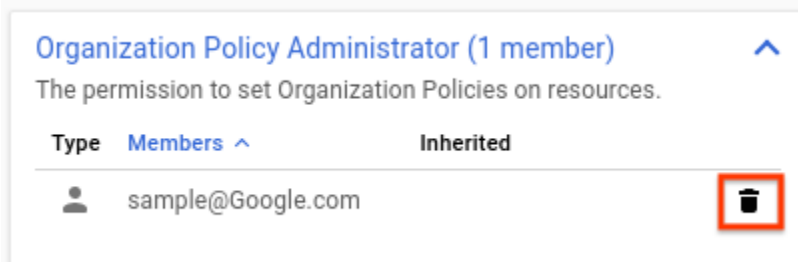 Organization Policy Administrator (1 member)
The permission to set Organization Policies on resources.
Type Members Inherited
sample@Google.com